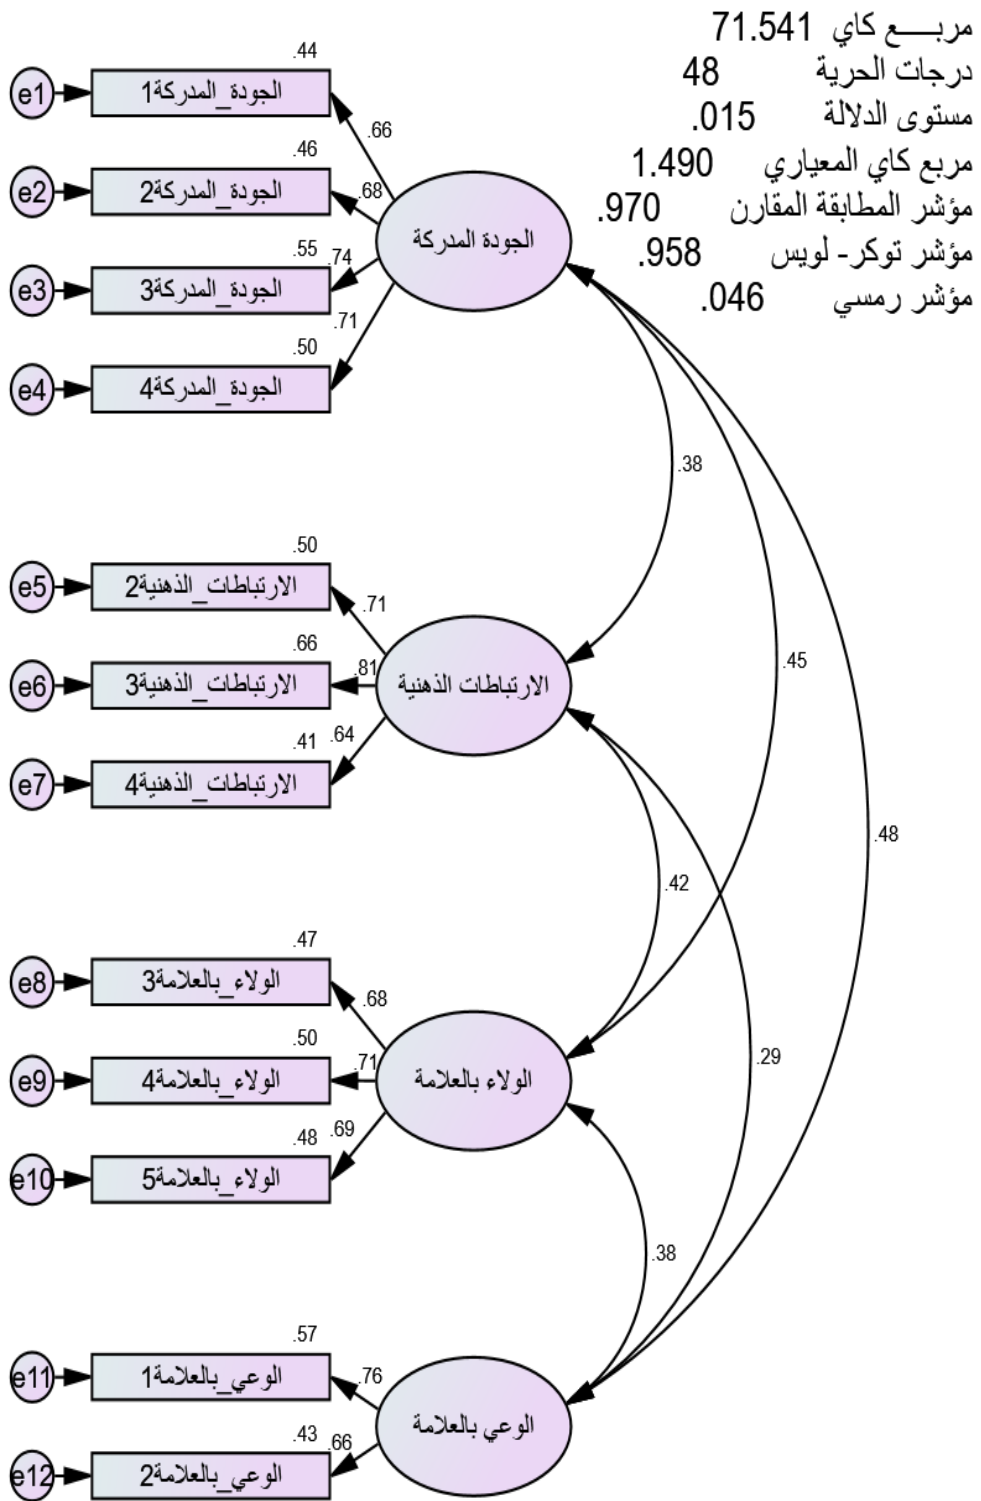 مربـــــع كاي 71.541
درجات الحرية 48
مستوى الدلالة .015
مربع كاي المعياري 1.490
مؤشر المطابقة المقارن .970
مؤشر توكر- لويس .958
مؤشر رمسي .046
.44
e1
الجودة_المدركة1
.66
.46
e2
الجودة_المدركة2
.68
الجودة المدركة
.55
.74
e3
الجودة_المدركة3
.71
.50
e4
الجودة_المدركة4
.38
.50
e5
الارتباطات_الذهنية2
.71
.66
e6
الارتباطات_الذهنية3
.81
الارتباطات الذهنية
.45
.41
.64
e7
الارتباطات_الذهنية4
.48
.42
.47
e8
الولاء_بالعلامة3
.68
.50
e9
الولاء_بالعلامة4
.71
الولاء بالعلامة
.29
.48
.69
e10
الولاء_بالعلامة5
.38
.57
e11
الوعي_بالعلامة1
.76
الوعي بالعلامة
.43
.66
e12
الوعي_بالعلامة2